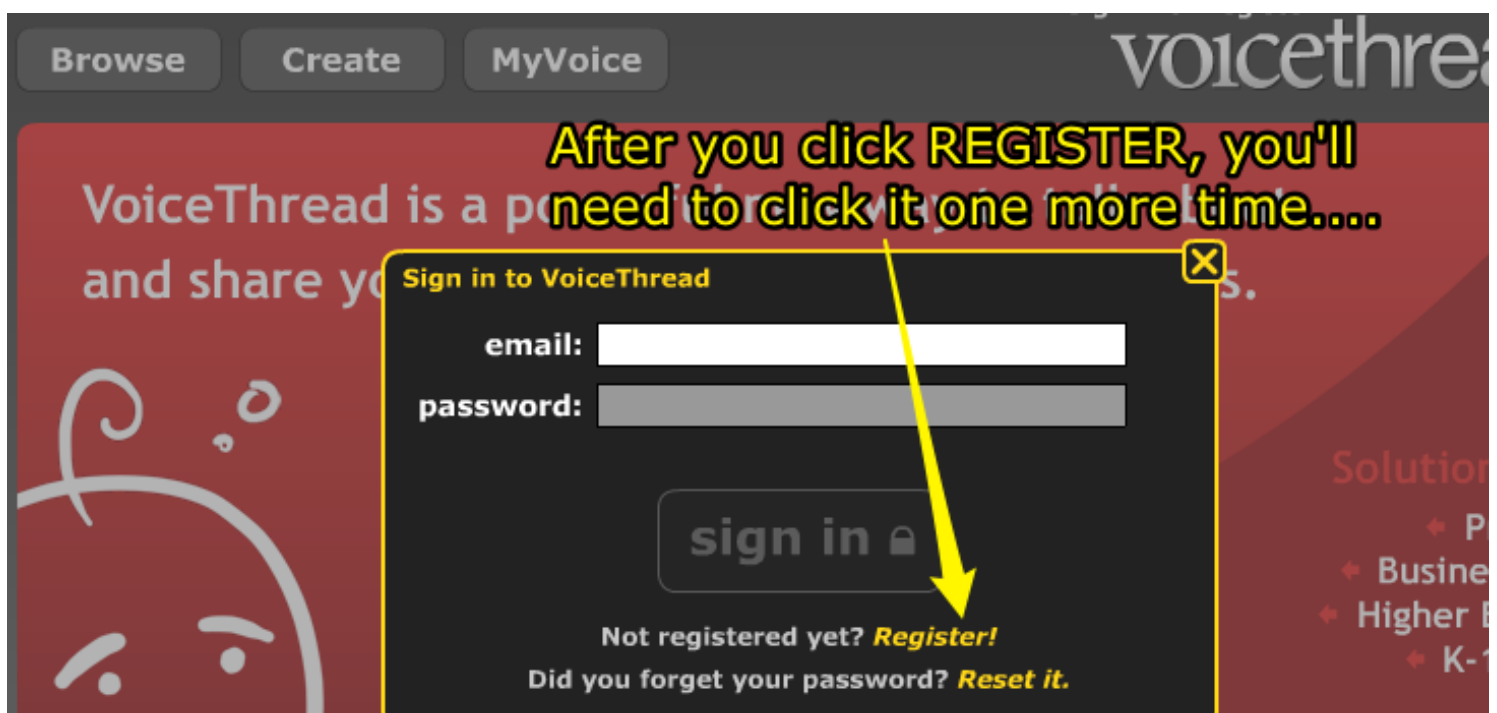 Browse Create MyVoice
voicethrea
After you click REGISTER, you'll
need to click it one more time....
VoiceThread is a
and share
Sign in to VoiceThread
email:
password:
sign in
Not registered yet? Register!
Did you forget your password? Reset it.
Solution
Busine
Higher E
K-1